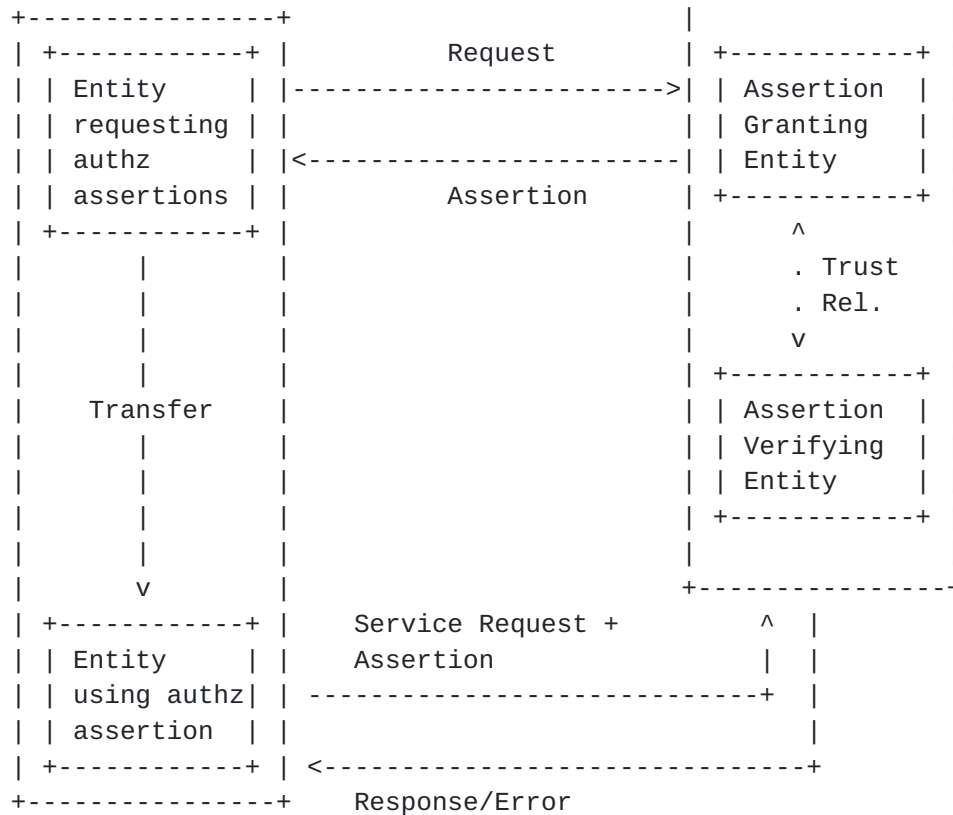 +----------------+                         |
| +------------+ |          Request        | +------------+ |
| | Entity     | |------------------------>| | Assertion  | |
| | requesting | |                         | | Granting   | |
| | authz      | |<------------------------| | Entity     | |
| | assertions | |          Assertion      | +------------+ |
| +------------+ |                         |      ^
|       |        |                         |      . Trust
|       |        |                         |      . Rel.
|       |        |                         |      v
|       |        |                         | +------------+ |
|    Transfer    |                         | | Assertion  | |
|       |        |                         | | Verifying  | |
|       |        |                         | | Entity     | |
|       |        |                         | +------------+ |
|       |        |                         |
|       v        |                         +----------------+
| +------------+ |    Service Request +         ^  |
| | Entity     | |    Assertion                 |  |
| | using authz| | -----------------------------+  |
| | assertion  | |                                 |
| +------------+ | <-------------------------------+
+----------------+    Response/Error